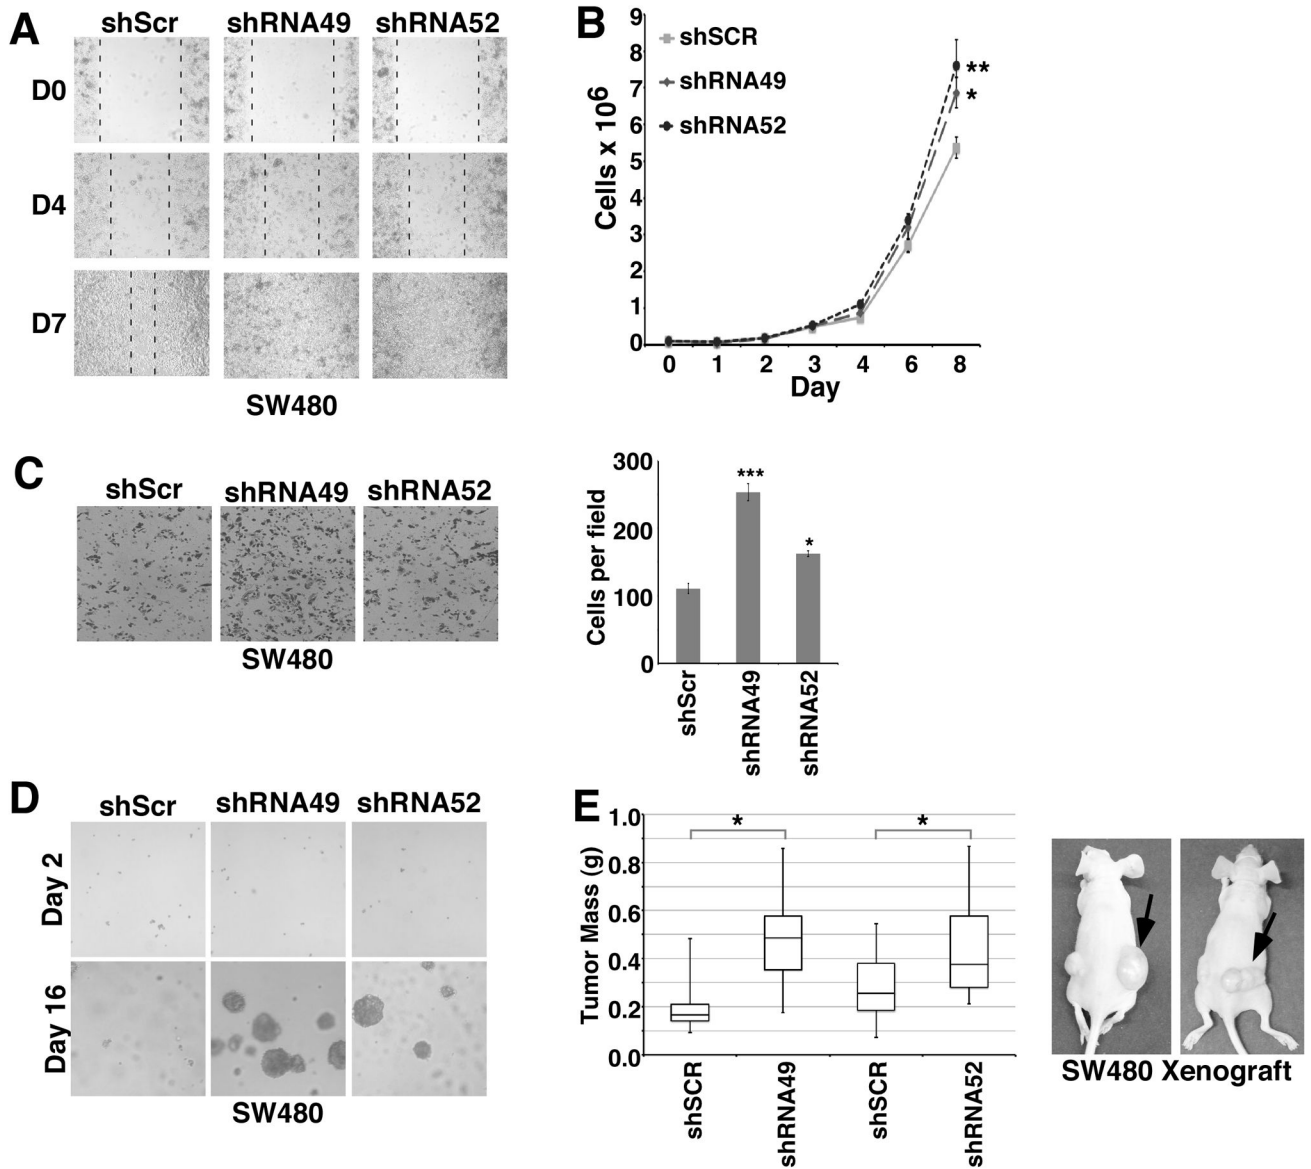 A
shScr shRNA49 shRNA52
D0
D4
D7
SW480
B
9
8
7
6
5
4
3
2
1
0
Cells x 10⁶
shSCR
shRNA49
shRNA52
**
*
0 1 2 3 4 6 8
Day
C
shScr shRNA49 shRNA52
SW480
300
200
100
0
Cells per field
***
*
shScr
shRNA49
shRNA52
D
shScr shRNA49 shRNA52
Day 2
Day 16
SW480
E
1.0
0.8
0.6
0.4
0.2
0.0
Tumor Mass (g)
* *
shSCR
shRNA49
shSCR
shRNA52
SW480 Xenograft